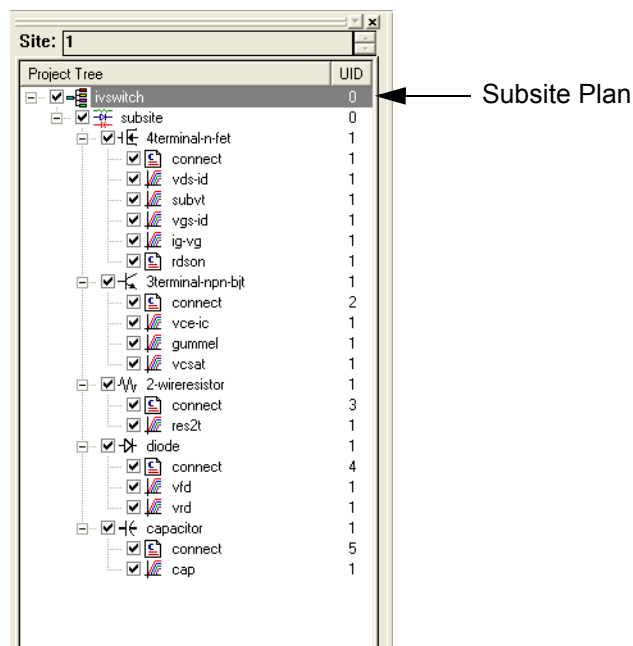 Site: 1
Project Tree UID
ivswitch 0 Subsite Plan
subsite 0
4terminal-n-fet 1
connect 1
vds-id 1
subvt 1
vgs-id 1
ig-vg 1
rdson 1
3terminal-npn-bjt 1
connect 2
vce-ic 1
gummel 1
vcsat 1
2-wireresistor 1
connect 3
res2t 1
diode 1
connect 4
vfd 1
vrd 1
capacitor 1
connect 5
cap 1